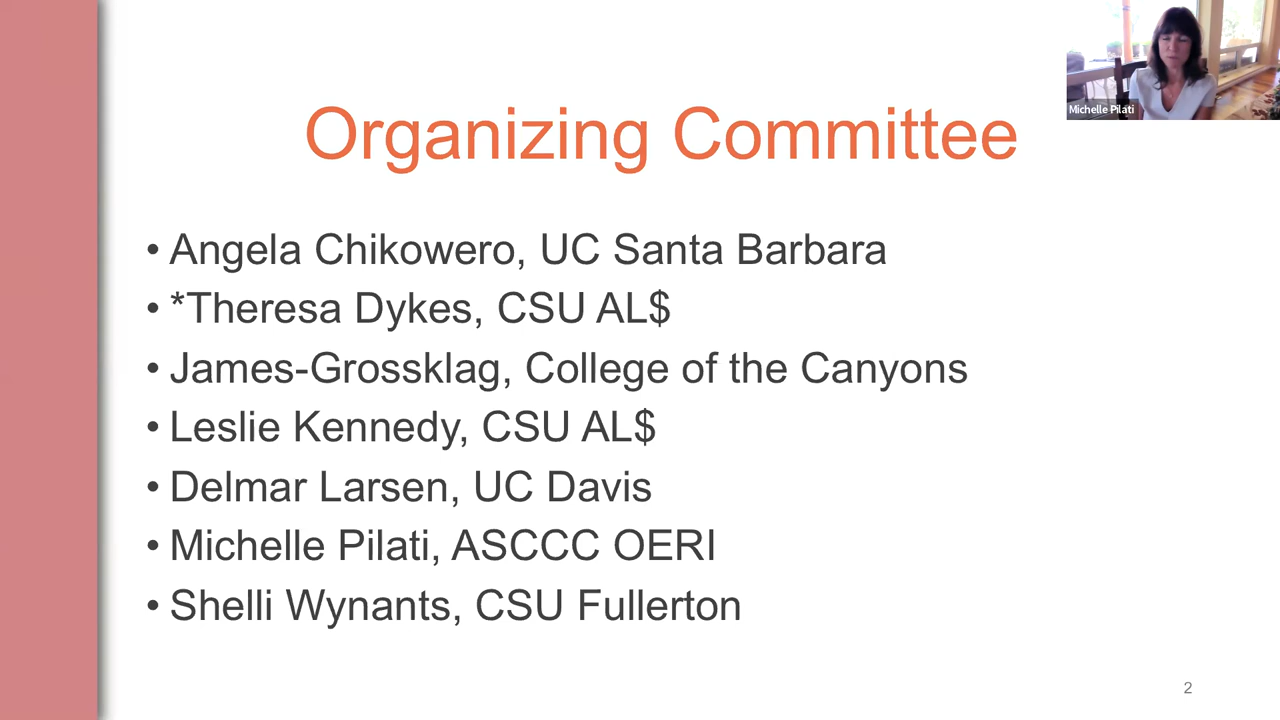 Michelle Pilati
Organizing Committee
• Angela Chikowero, UC Santa Barbara
• *Theresa Dykes, CSU AL$
• James-Grossklag, College of the Canyons
• Leslie Kennedy, CSU AL$
• Delmar Larsen, UC Davis
• Michelle Pilati, ASCCC OERI
• Shelli Wynants, CSU Fullerton
2